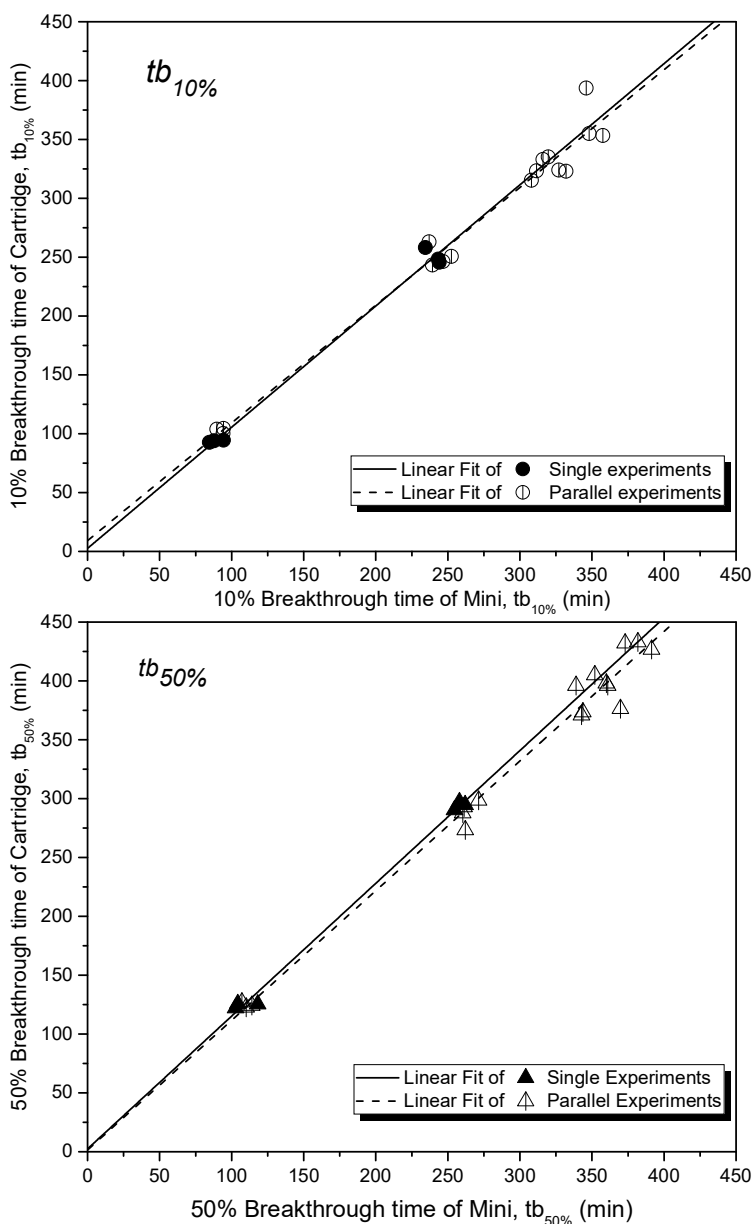 tb10%
450
400
350
300
250
200
150
100
50
0
10% Breakthrough time of Cartridge, tb10% (min)
Linear Fit of Single experiments
Linear Fit of Parallel experiments
0 50 100 150 200 250 300 350 400 450
10% Breakthrough time of Mini, tb10% (min)
tb50%
450
400
350
300
250
200
150
100
50
0
50% Breakthrough time of Cartridge, tb50% (min)
Linear Fit of Single Experiments
Linear Fit of Parallel Experiments
0 50 100 150 200 250 300 350 400 450
50% Breakthrough time of Mini, tb50% (min)